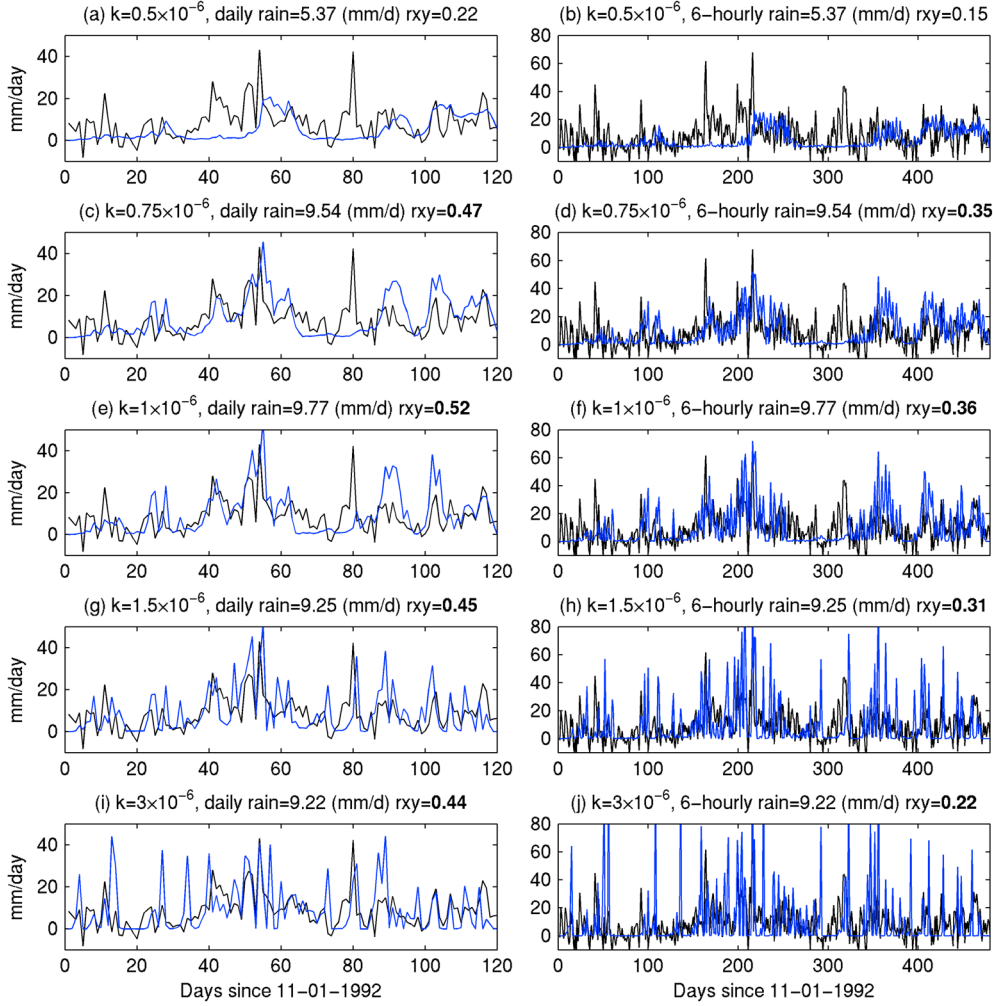 (a) k=0.5×10⁻⁶, daily rain=5.37 (mm/d) rxy=0.22
(b) k=0.5×10⁻⁶, 6−hourly rain=5.37 (mm/d) rxy=0.15
mm/day
40
20
0
0 20 40 60 80 100 120
80
60
40
20
0
0 100 200 300 400
(c) k=0.75×10⁻⁶, daily rain=9.54 (mm/d) rxy=0.47
(d) k=0.75×10⁻⁶, 6−hourly rain=9.54 (mm/d) rxy=0.35
mm/day
40
20
0
0 20 40 60 80 100 120
80
60
40
20
0
0 100 200 300 400
(e) k=1×10⁻⁶, daily rain=9.77 (mm/d) rxy=0.52
(f) k=1×10⁻⁶, 6−hourly rain=9.77 (mm/d) rxy=0.36
mm/day
40
20
0
0 20 40 60 80 100 120
80
60
40
20
0
0 100 200 300 400
(g) k=1.5×10⁻⁶, daily rain=9.25 (mm/d) rxy=0.45
(h) k=1.5×10⁻⁶, 6−hourly rain=9.25 (mm/d) rxy=0.31
mm/day
40
20
0
0 20 40 60 80 100 120
80
60
40
20
0
0 100 200 300 400
(i) k=3×10⁻⁶, daily rain=9.22 (mm/d) rxy=0.44
(j) k=3×10⁻⁶, 6−hourly rain=9.22 (mm/d) rxy=0.22
mm/day
40
20
0
0 20 40 60 80 100 120
Days since 11−01−1992
80
60
40
20
0
0 100 200 300 400
Days since 11−01−1992